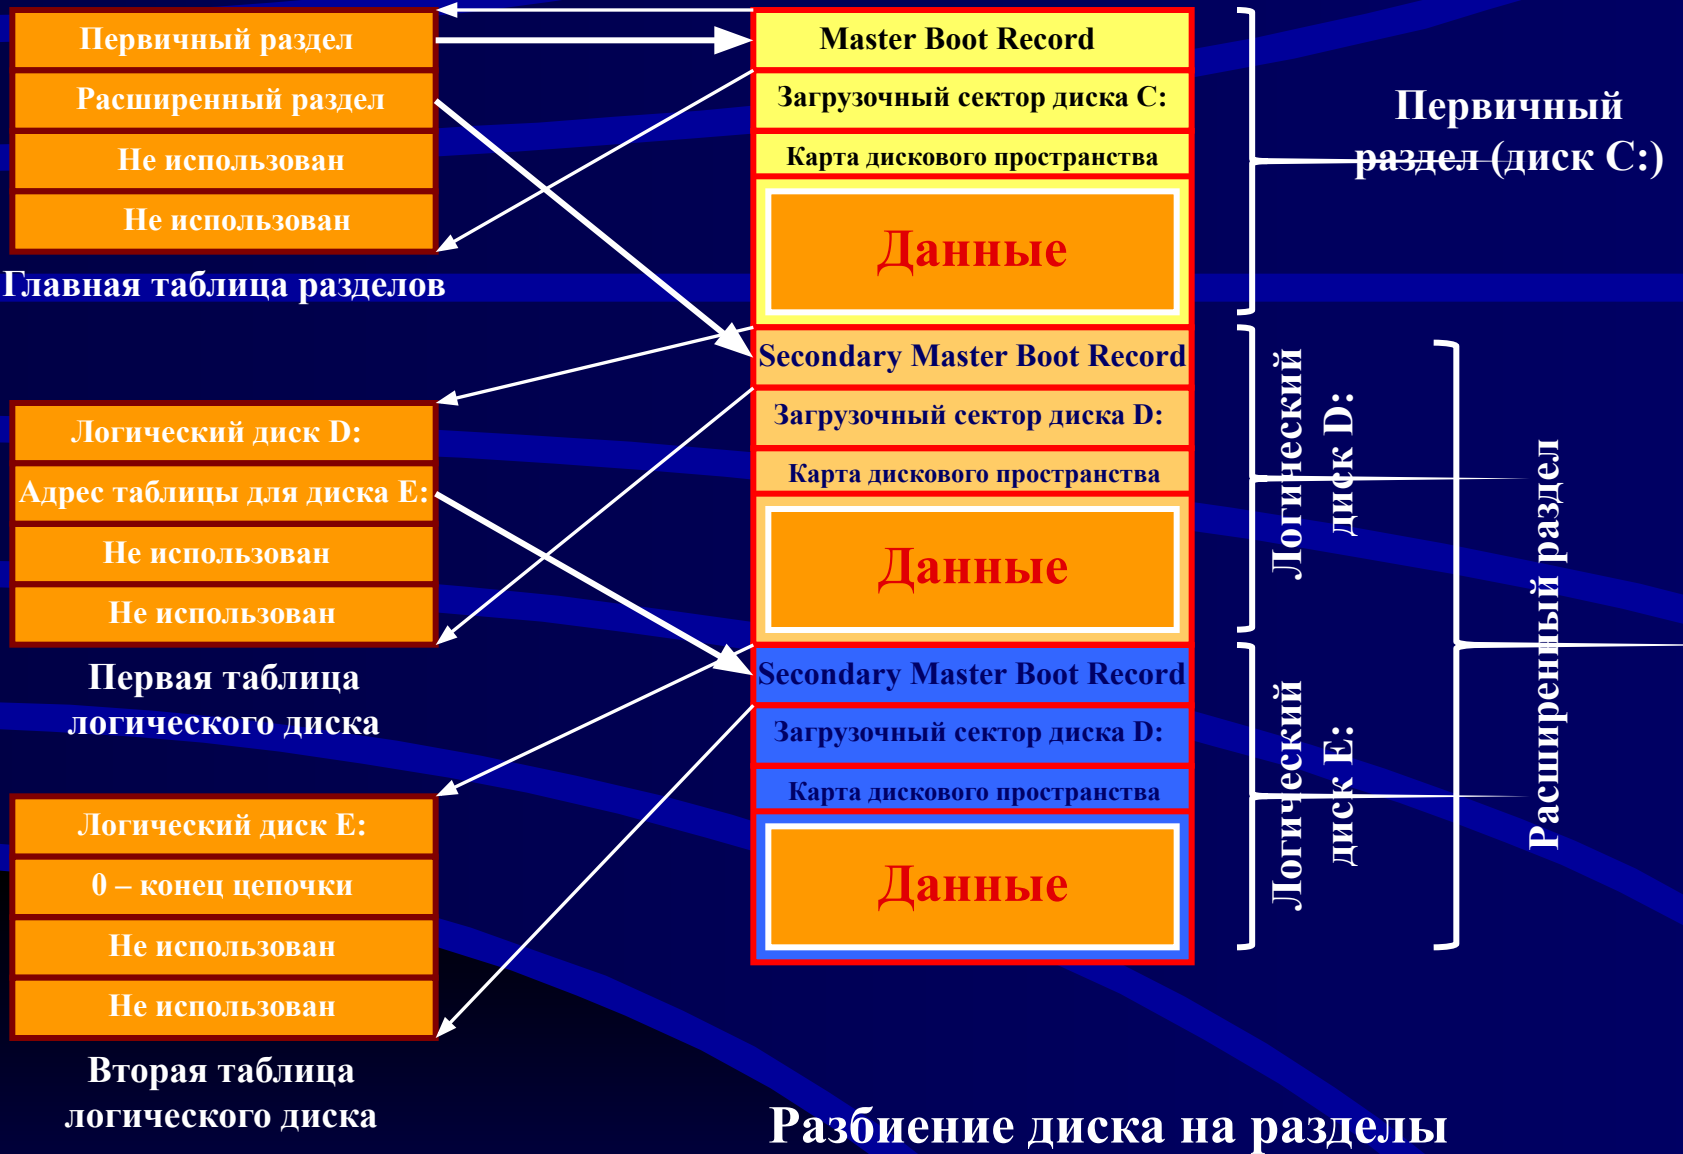 Первичный раздел
Расширенный раздел
Не использован
Не использован
Главная таблица разделов
Логический диск D:
Адрес таблицы для диска E:
Не использован
Не использован
Первая таблица
логического диска
Логический диск E:
0 – конец цепочки
Не использован
Не использован
Вторая таблица
логического диска
Master Boot Record
Загрузочный сектор диска C:
Карта дискового пространства
Данные
Secondary Master Boot Record
Загрузочный сектор диска D:
Карта дискового пространства
Данные
Secondary Master Boot Record
Загрузочный сектор диска D:
Карта дискового пространства
Данные
Первичный
раздел (диск C:)
Логический
диск D:
Логический
диск E:
Расширенный раздел
Разбиение диска на разделы